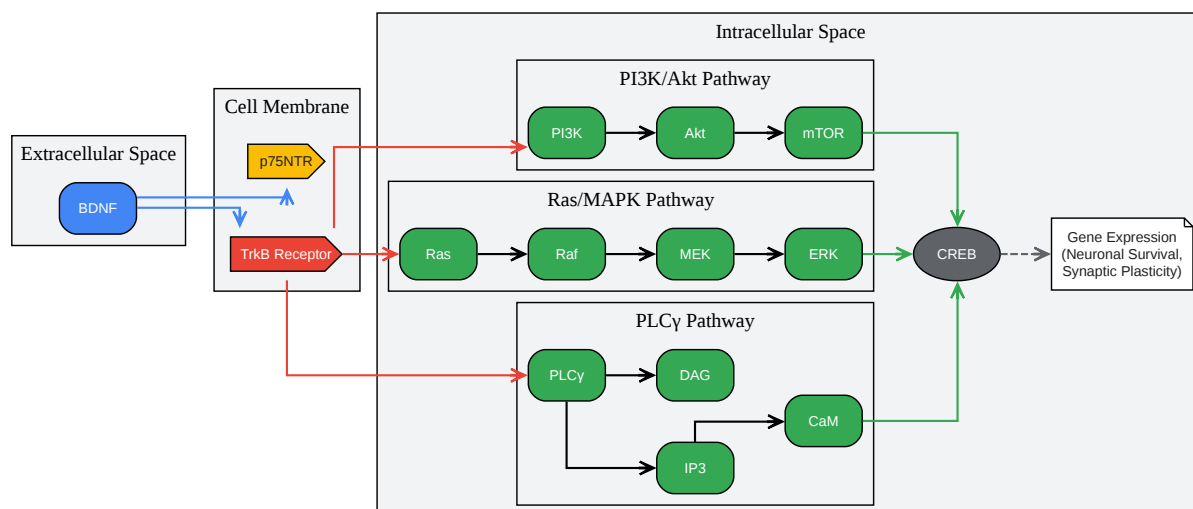 Intracellular Space
PI3K/Akt Pathway
Cell Membrane
PI3K
Akt
mTOR
Extracellular Space
p75NTR
BDNF
Ras/MAPK Pathway
TrkB Receptor
Ras
Raf
MEK
ERK
CREB
Gene Expression
(Neuronal Survival,
Synaptic Plasticity)
PLCγ Pathway
PLCγ
DAG
CaM
IP3